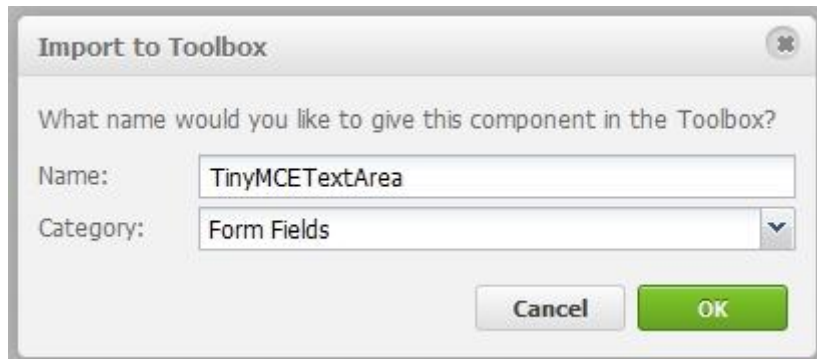 Import to Toolbox
What name would you like to give this component in the Toolbox?
Name: TinyMCETextArea
Category: Form Fields
Cancel OK